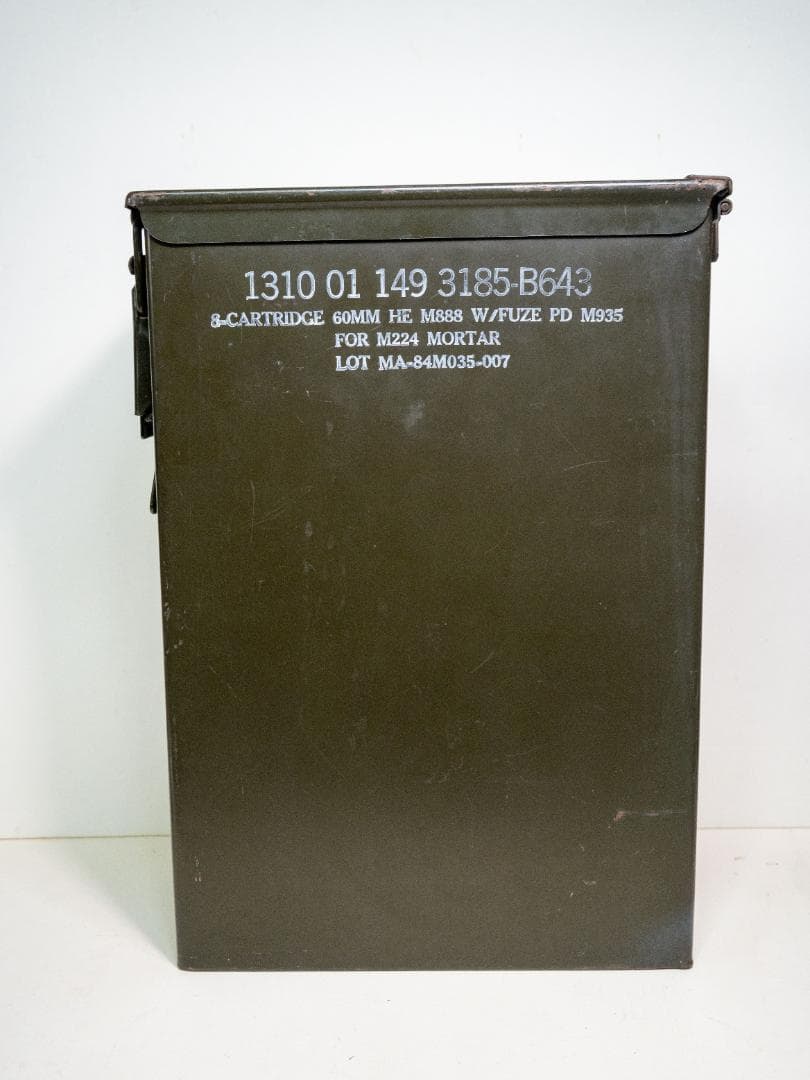 1310 01 149 3185-B643
8-CARTRIDGE 60MM HE M888 W/FUZE PD M935
FOR M224 MORTAR
LOT MA-84M035-007